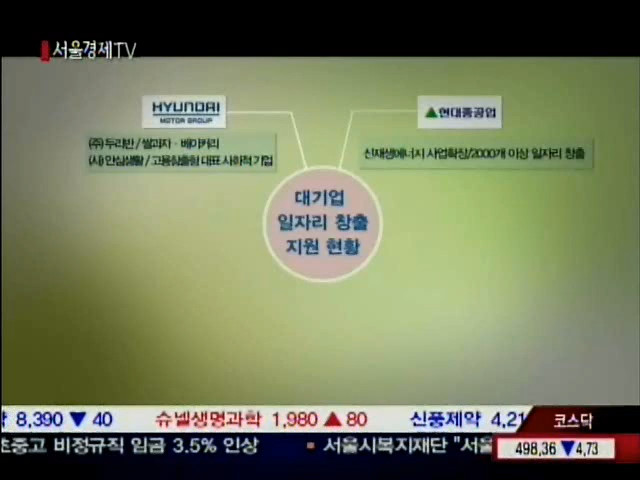 서울경제TV
HYUNDAI
MOTOR GROUP
▲현대중공업
(주)두리반/쌀과자·베이커리
(사)안심생활/고용창출형 대표 사회적 기업
신재생에너지 사업확장/2000개 이상 일자리 창출
대기업
일자리 창출
지원 현황
8,390 ▼ 40 슈넬생명과학 1,980 ▲ 80 신풍제약 4,21
코스닥
초중고 비정규직 임금 3.5% 인상 ▪ 서울시복지재단 "서울
498,36 ▼4,73